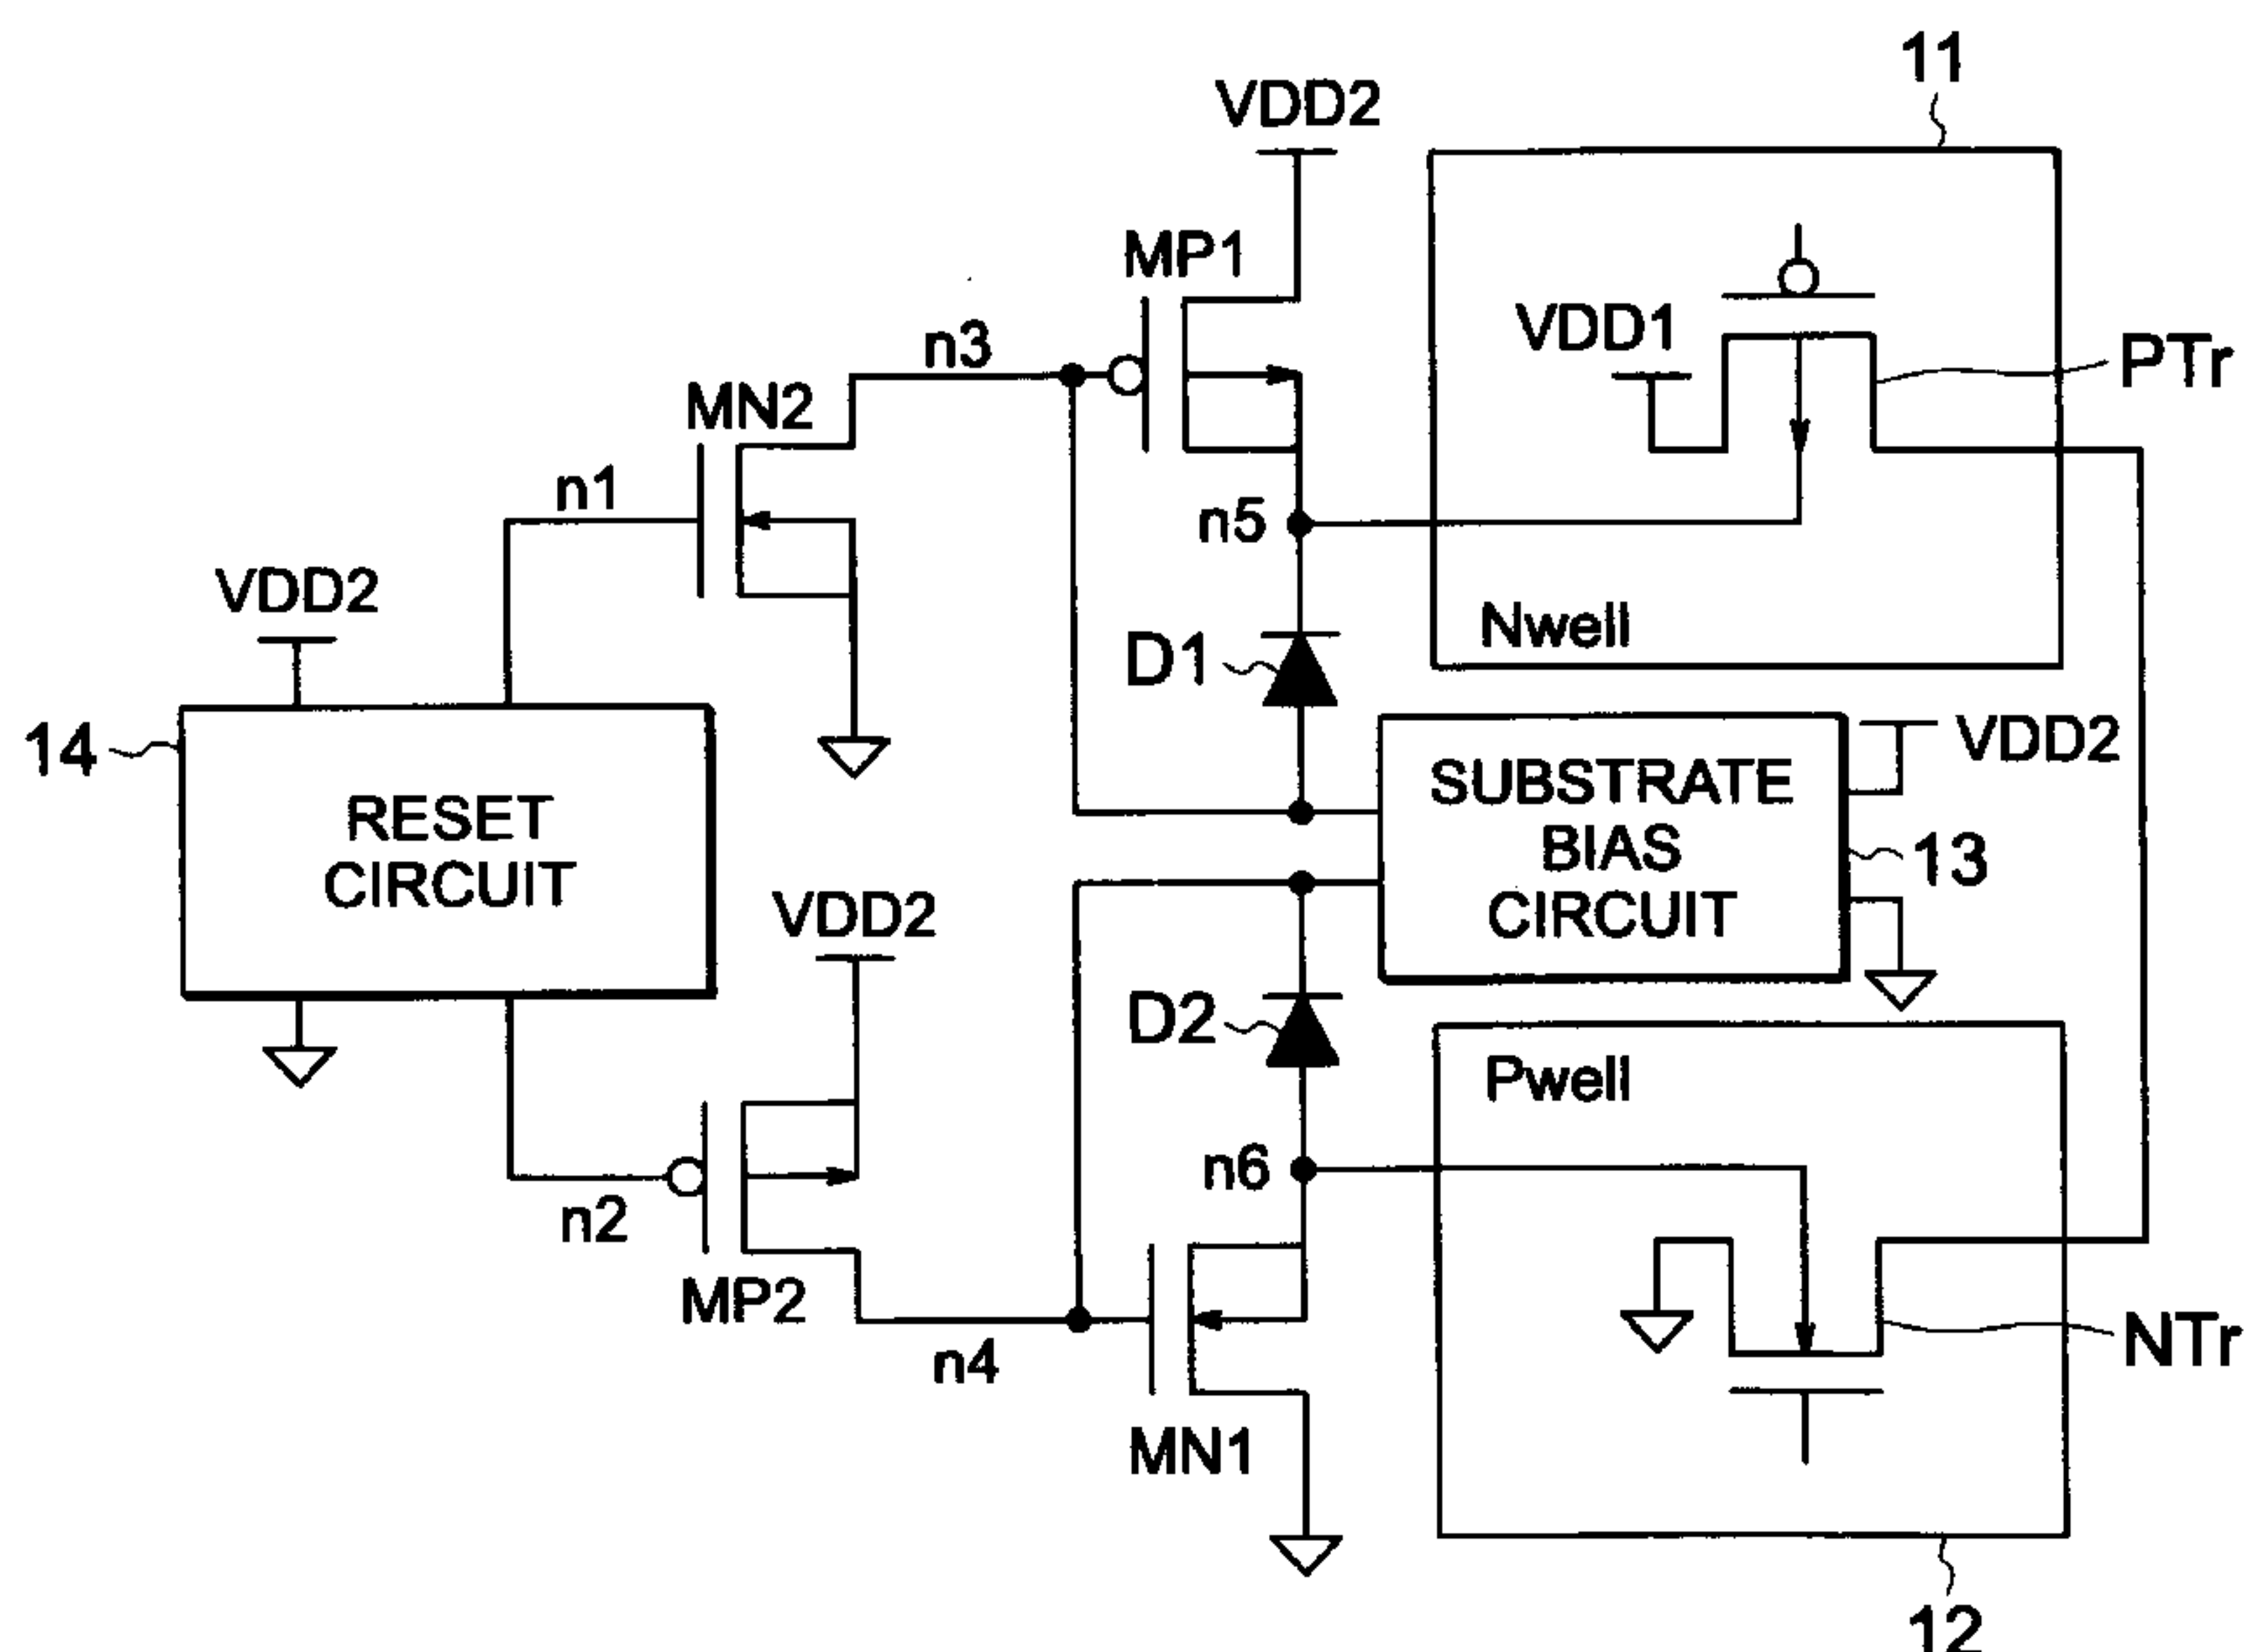 11
VDD2
MP1
VDD1
n3
PTr
MN2
n1
n5
VDD2
Nwell
D1
14
VDD2
SUBSTRATE
BIAS
CIRCUIT
13
RESET
CIRCUIT
VDD2
D2
Pwell
n6
n2
MP2
n4
NTr
MN1
12